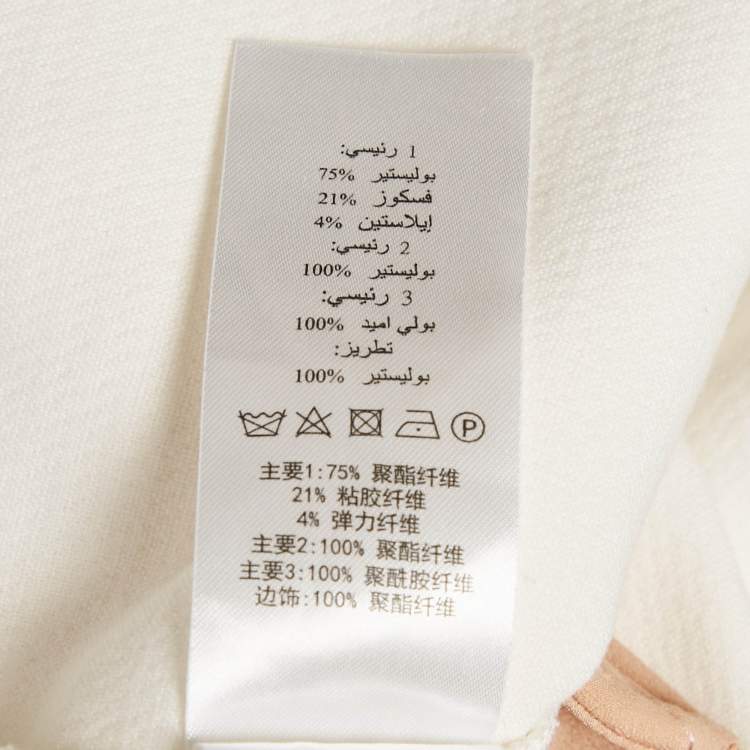 1 رئيسي:
بوليستير 75%
فسكوز 21%
إيلاستين 4%
2 رئيسي:
بوليستير 100%
3 رئيسي:
بولي اميد 100%
تطريز:
بوليستير 100%
P
主要1:75% 聚酯纤维
21% 粘胶纤维
4% 弹力纤维
主要2:100% 聚酯纤维
主要3:100% 聚酰胺纤维
边饰:100% 聚酯纤维